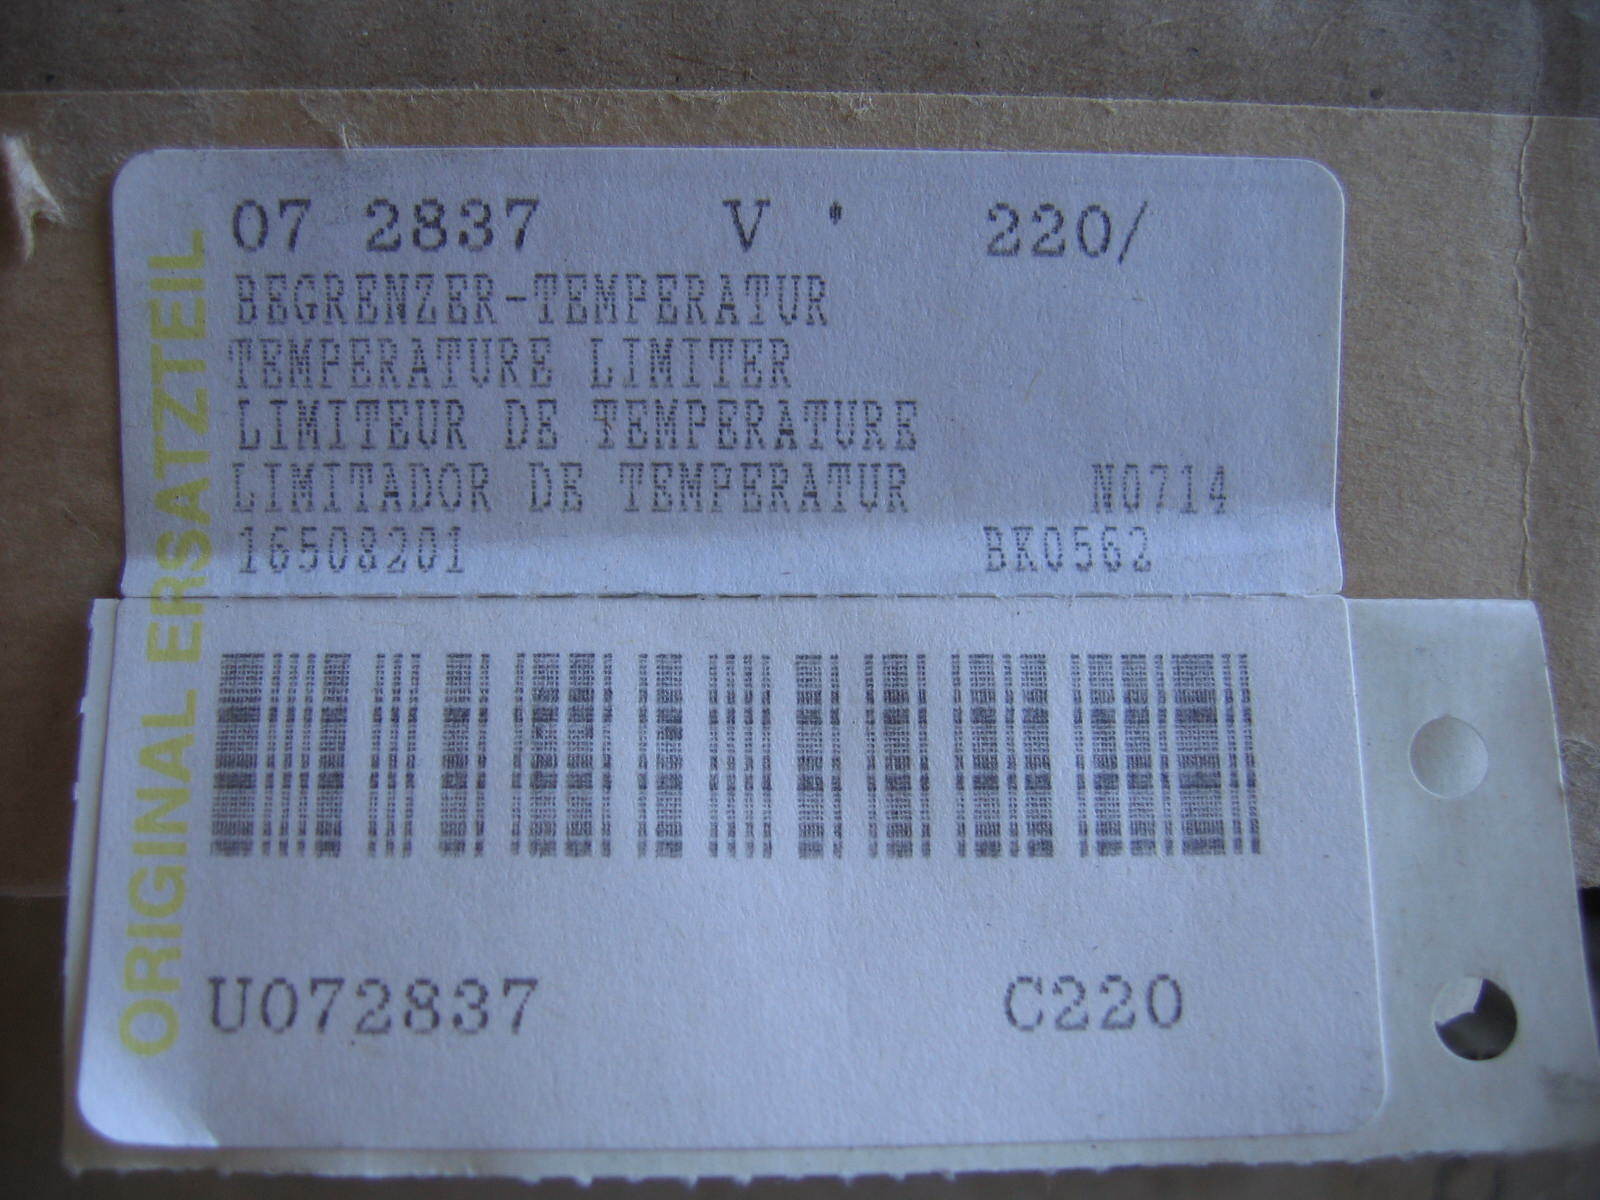 07 2837 V ' 220/
BEGRENZER-TEMPERATUR
TEMPERATURE LIMITER
LIMITEUR DE TEMPERATURE
LIMITADOR DE TEMPERATUR N0714
16508201 BK0562
U072837 C220
ORIGINAL ERSATZTEIL